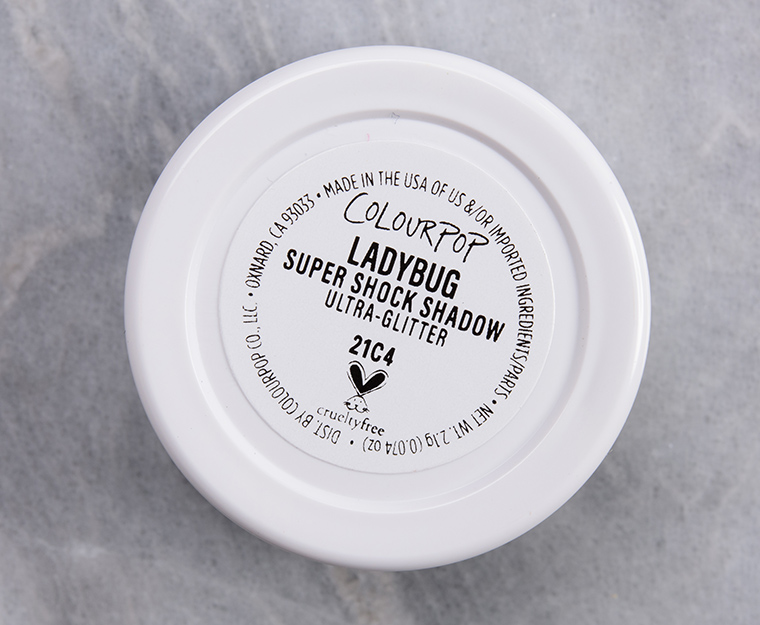 COLOURPOP
LADYBUG
SUPER SHOCK SHADOW
ULTRA-GLITTER
21C4
crueltyfree
DIST. BY COLOURPOP CO., LLC. • OXNARD, CA 93033 • MADE IN THE USA OF US &/OR IMPORTED INGREDIENTS/PARTS • NET WT. 2.1g (0.074 oz) •